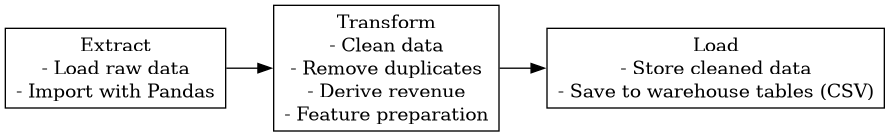 Extract
- Load raw data
- Import with Pandas
Transform
- Clean data
- Remove duplicates
- Derive revenue
- Feature preparation
Load
- Store cleaned data
- Save to warehouse tables (CSV)